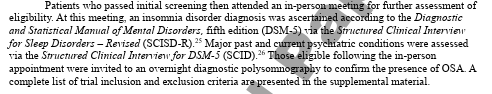 Patients who passed initial screening then attended an in-person meeting for further assessment of
eligibility. At this meeting, an insomnia disorder diagnosis was ascertained according to the Diagnostic
and Statistical Manual of Mental Disorders, fifth edition (DSM-5) via the Structured Clinical Interview
for Sleep Disorders – Revised (SCISD-R).25 Major past and current psychiatric conditions were assessed
via the Structured Clinical Interview for DSM-5 (SCID).26 Those eligible following the in-person
appointment were invited to an overnight diagnostic polysomnography to confirm the presence of OSA. A
complete list of trial inclusion and exclusion criteria are presented in the supplemental material.